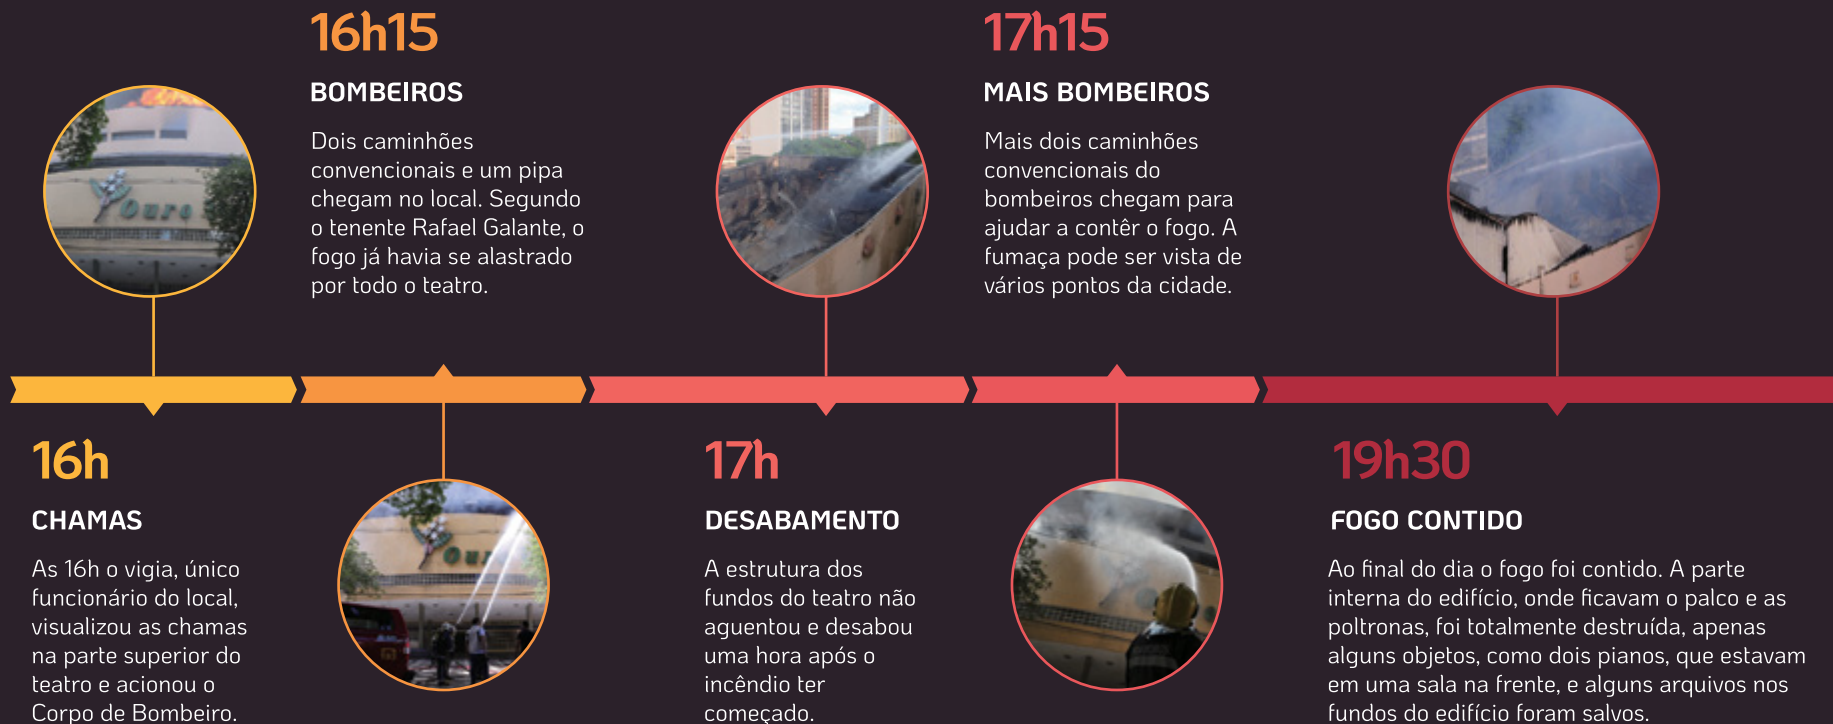 16h15
BOMBEIROS
Dois caminhões
convencionais e um pipa
chegam no local. Segundo
o tenente Rafael Galante, o
fogo já havia se alastrado
por todo o teatro.
17h15
MAIS BOMBEIROS
Mais dois caminhões
convencionais do
bombeiros chegam para
ajudar a contêr o fogo. A
fumaça pode ser vista de
vários pontos da cidade.
Ouro
16h
CHAMAS
As 16h o vigia, único
funcionário do local,
visualizou as chamas
na parte superior do
teatro e acionou o
Corpo de Bombeiro.
Our
17h
DESABAMENTO
A estrutura dos
fundos do teatro não
aguentou e desabou
uma hora após o
incêndio ter
começado.
19h30
FOGO CONTIDO
Ao final do dia o fogo foi contido. A parte
interna do edifício, onde ficavam o palco e as
poltronas, foi totalmente destruída, apenas
alguns objetos, como dois pianos, que estavam
em uma sala na frente, e alguns arquivos nos
fundos do edifício foram salvos.